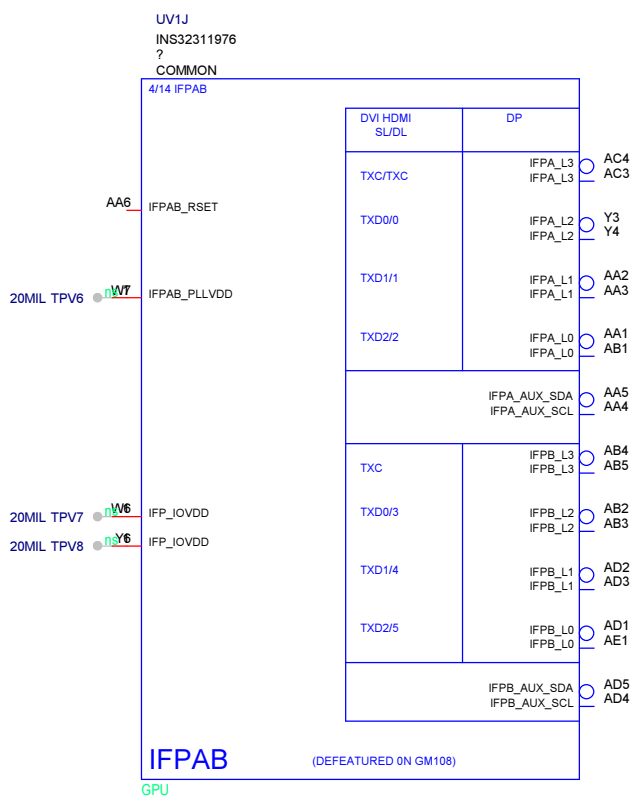 UV1J
INS32311976
?
COMMON
4/14 IFPAB
DVI HDMI
SL/DL
DP
IFPA_L3 AC4
TXC/TXC IFPA_L3 AC3
AA6 IFPAB_RSET
TXD0/0 IFPA_L2 Y3
IFPA_L2 Y4
20MIL TPV6 W7 IFPAB_PLLVDD
TXD1/1 IFPA_L1 AA2
IFPA_L1 AA3
TXD2/2 IFPA_L0 AA1
IFPA_L0 AB1
IFPA_AUX_SDA AA5
IFPA_AUX_SCL AA4
IFPB_L3 AB4
TXC IFPB_L3 AB5
20MIL TPV7 W6 IFP_IOVDD
TXD0/3 IFPB_L2 AB2
IFPB_L2 AB3
20MIL TPV8 Y6 IFP_IOVDD
TXD1/4 IFPB_L1 AD2
IFPB_L1 AD3
TXD2/5 IFPB_L0 AD1
IFPB_L0 AE1
IFPB_AUX_SDA AD5
IFPB_AUX_SCL AD4
IFPAB
(DEFEATURED 0N GM108)
GPU